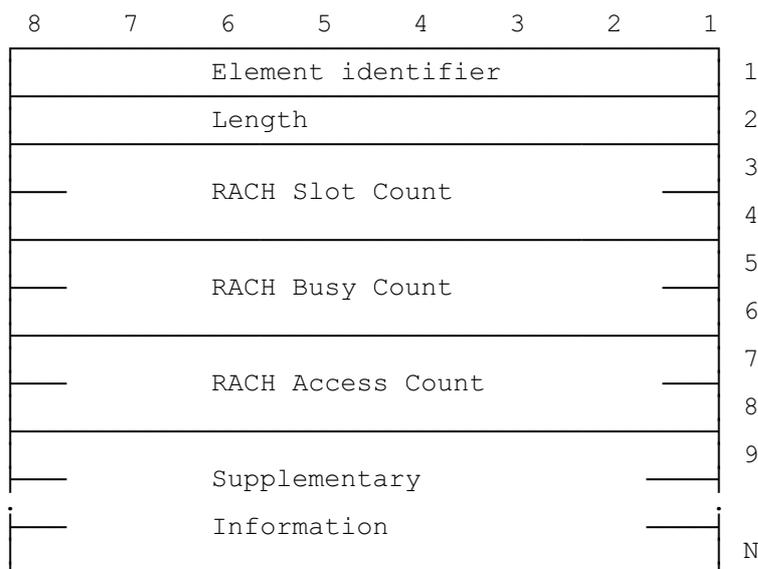 8 7 6 5 4 3 2 1
Element identifier 1
Length 2
3
RACH Slot Count
4
5
RACH Busy Count
6
7
RACH Access Count
8
9
Supplementary
Information
N